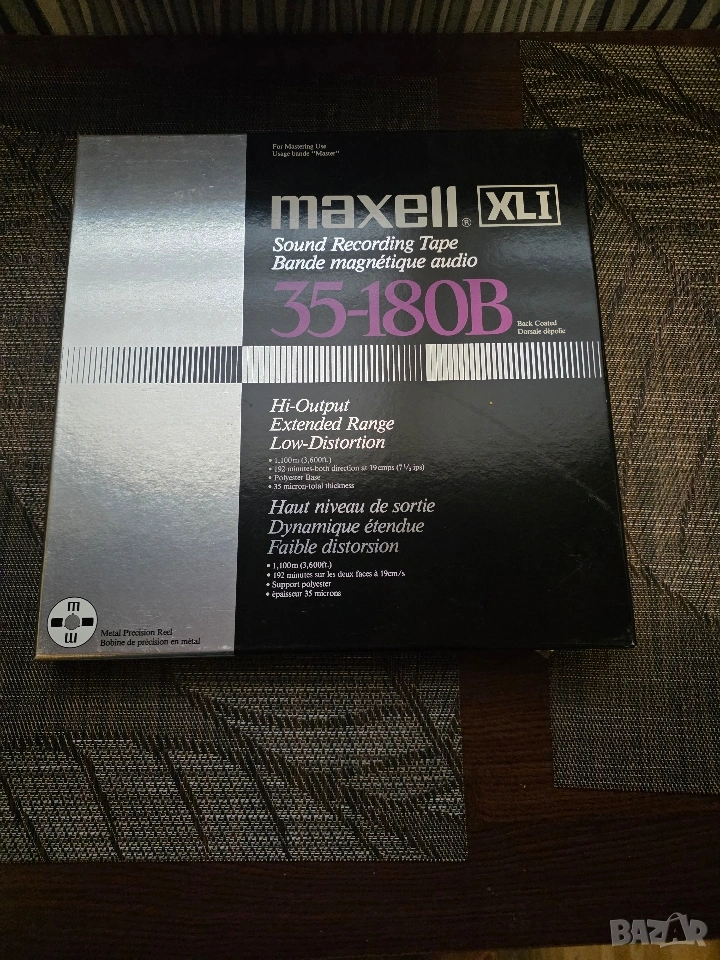 For Mastering Use
Usage bande "Master"
maxell® XLI
Sound Recording Tape
Bande magnétique audio
35-180B
Back Coated
Dorsale dépolie
Hi-Output
Extended Range
Low-Distortion
• 1,100m (3,600ft.)
• 192 minutes-both direction at 19cmps (7 1/2 ips)
• Polyester Base
• 35 micron-total thickness
Haut niveau de sortie
Dynamique étendue
Faible distorsion
• 1,100m (3,600ft.)
• 192 minutes sur les deux faces à 19cm/s
• Support polyester
• épaisseur 35 microns
m
m
Metal Precision Reel
Bobine de précision en métal
BAZAR